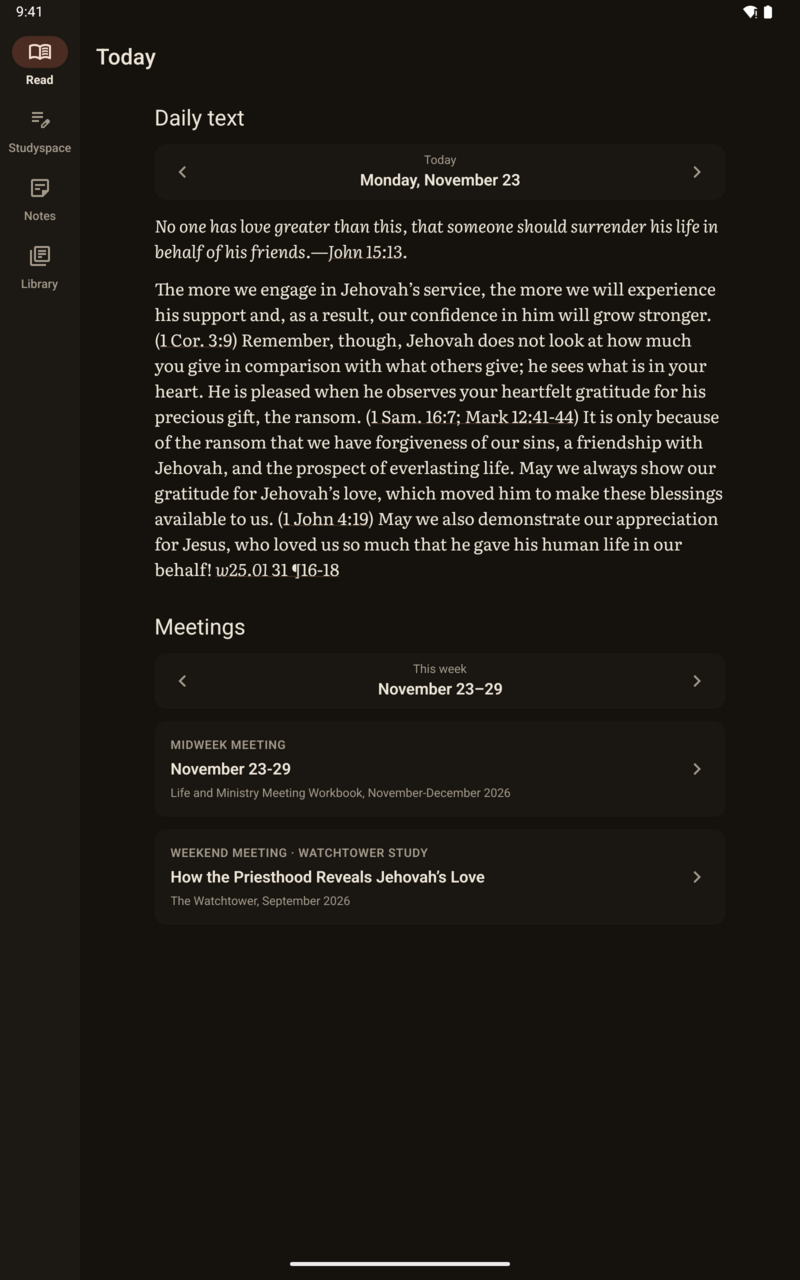 9:41
Today
Read
Studyspace
Notes
Library
Daily text
Today
Monday, November 23
No one has love greater than this, that someone should surrender his life in
behalf of his friends.—John 15:13.
The more we engage in Jehovah’s service, the more we will experience
his support and, as a result, our confidence in him will grow stronger.
(1 Cor. 3:9) Remember, though, Jehovah does not look at how much
you give in comparison with what others give; he sees what is in your
heart. He is pleased when he observes your heartfelt gratitude for his
precious gift, the ransom. (1 Sam. 16:7; Mark 12:41-44) It is only because
of the ransom that we have forgiveness of our sins, a friendship with
Jehovah, and the prospect of everlasting life. May we always show our
gratitude for Jehovah’s love, which moved him to make these blessings
available to us. (1 John 4:19) May we also demonstrate our appreciation
for Jesus, who loved us so much that he gave his human life in our
behalf! w25.01 31 ¶16-18
Meetings
This week
November 23–29
MIDWEEK MEETING
November 23-29
Life and Ministry Meeting Workbook, November-December 2026
WEEKEND MEETING · WATCHTOWER STUDY
How the Priesthood Reveals Jehovah’s Love
The Watchtower, September 2026